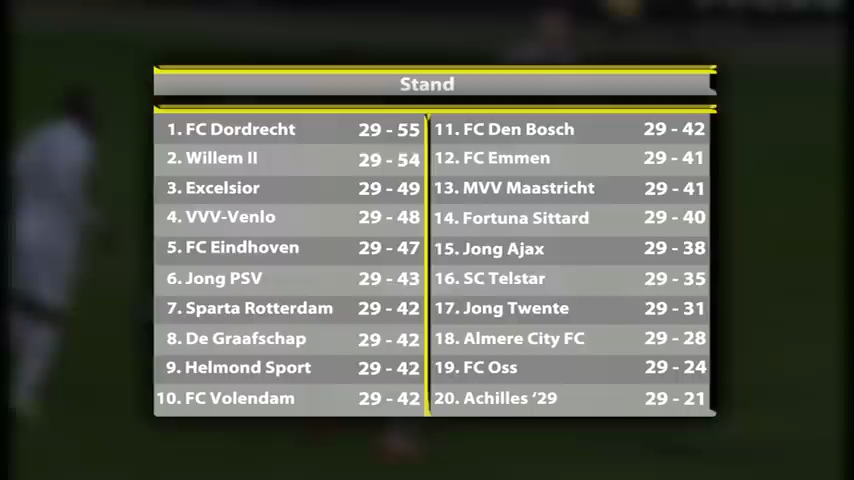 Stand
1. FC Dordrecht 29 - 55
2. Willem II 29 - 54
3. Excelsior 29 - 49
4. VVV-Venlo 29 - 48
5. FC Eindhoven 29 - 47
6. Jong PSV 29 - 43
7. Sparta Rotterdam 29 - 42
8. De Graafschap 29 - 42
9. Helmond Sport 29 - 42
10. FC Volendam 29 - 42
11. FC Den Bosch 29 - 42
12. FC Emmen 29 - 41
13. MVV Maastricht 29 - 41
14. Fortuna Sittard 29 - 40
15. Jong Ajax 29 - 38
16. SC Telstar 29 - 35
17. Jong Twente 29 - 31
18. Almere City FC 29 - 28
19. FC Oss 29 - 24
20. Achilles ‘29 29 - 21